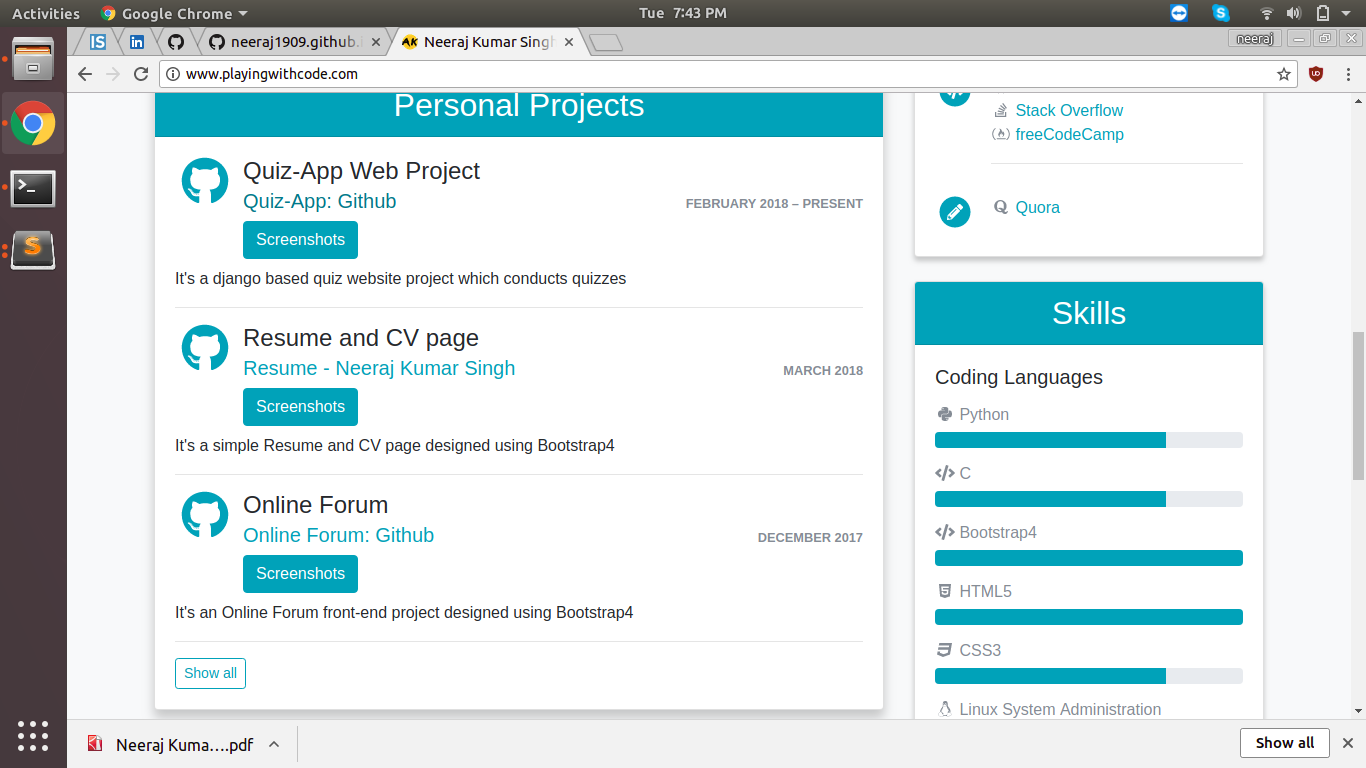 Activities
Google Chrome
Tue 7:43 PM
neeraj1909.github.
Neeraj Kumar Singh
neeraj
www.playingwithcode.com
Personal Projects
Quiz-App Web Project
Quiz-App: Github
FEBRUARY 2018 – PRESENT
Screenshots
It's a django based quiz website project which conducts quizzes
Resume and CV page
Resume - Neeraj Kumar Singh
MARCH 2018
Screenshots
It's a simple Resume and CV page designed using Bootstrap4
Online Forum
Online Forum: Github
DECEMBER 2017
Screenshots
It's an Online Forum front-end project designed using Bootstrap4
Show all
Stack Overflow
freeCodeCamp
Quora
Skills
Coding Languages
Python
C
Bootstrap4
HTML5
CSS3
Linux System Administration
Neeraj Kuma....pdf
Show all